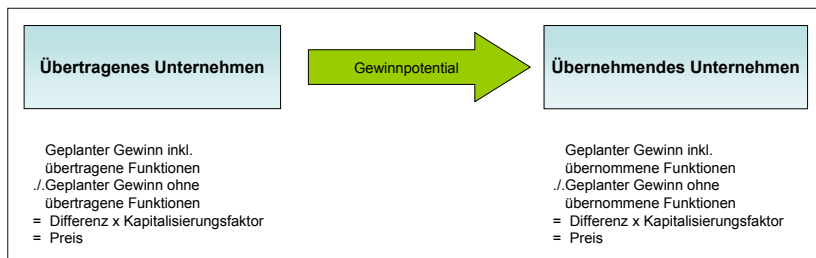 Übertragenes Unternehmen
Gewinnpotential
Übernehmendes Unternehmen
Geplanter Gewinn inkl.
übertragene Funktionen
./.Geplanter Gewinn ohne
übertragene Funktionen
= Differenz x Kapitalisierungsfaktor
= Preis
Geplanter Gewinn inkl.
übernommene Funktionen
./.Geplanter Gewinn ohne
übernommene Funktionen
= Differenz x Kapitalisierungsfaktor
= Preis